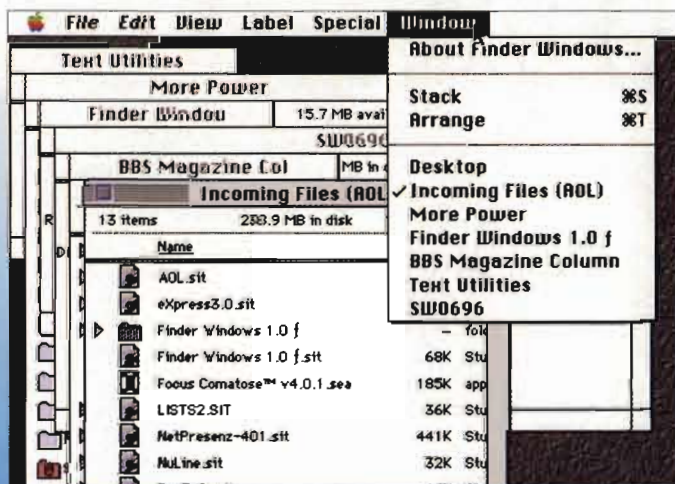 File Edit View Label Special Window
About Finder Windows...
Stack ⌘S
Arrange ⌘T
Desktop
✓Incoming Files (AOL)
More Power
Finder Windows 1.0 ƒ
BBS Magazine Column
Text Utilities
SW0696
Text Utilities
More Power
Finder Windou
15.7 MB avai
SW0696
BBS Magazine Col
MB in
Incoming Files (AOL
13 items
MB in disk
Name
AOL.sit
eXpress3.0.sit
Finder Windows 1.0 ƒ – fold
Finder Windows 1.0 ƒ.sit 68K Stu
Focus Comatose™ v4.0.1 .sea 185K app
LISTS2.SIT 36K Stu
NetPresenz-401.sit 441K Stu
NuLine.sit 32K Stu